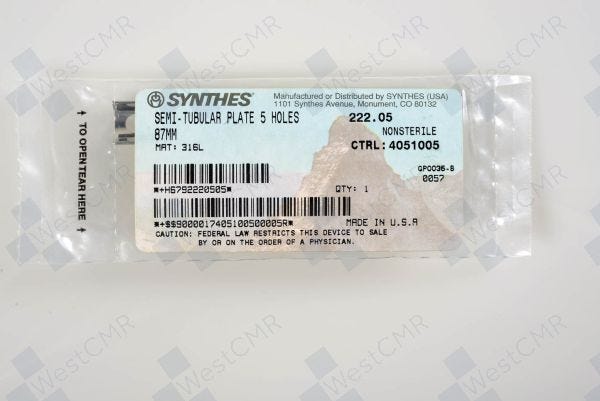 SYNTHES®
Manufactured or Distributed by SYNTHES (USA)
1101 Synthes Avenue, Monument, CO 80132
SEMI-TUBULAR PLATE 5 HOLES
87MM
MAT: 316L
222.05
NONSTERILE
CTRL: 4051005
GP0036-B
0057
*+H6792220505*
QTY: 1
*+$$90000174051005000005R*
MADE IN U.S.A
CAUTION: FEDERAL LAW RESTRICTS THIS DEVICE TO SALE
BY OR ON THE ORDER OF A PHYSICIAN.
TO OPEN TEAR HERE
WestCMR
WestCMR
WestCMR
WestCMR
WestCMR
WestCMR